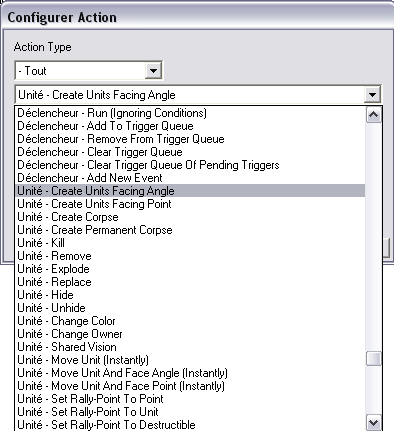 Configurer Action
Action Type
- Tout
Unité - Create Units Facing Angle
Déclencheur - Run (Ignoring Conditions)
Déclencheur - Add To Trigger Queue
Déclencheur - Remove From Trigger Queue
Déclencheur - Clear Trigger Queue
Déclencheur - Clear Trigger Queue Of Pending Triggers
Déclencheur - Add New Event
Unité - Create Units Facing Angle
Unité - Create Units Facing Point
Unité - Create Corpse
Unité - Create Permanent Corpse
Unité - Kill
Unité - Remove
Unité - Explode
Unité - Replace
Unité - Hide
Unité - Unhide
Unité - Change Color
Unité - Change Owner
Unité - Shared Vision
Unité - Move Unit (Instantly)
Unité - Move Unit And Face Angle (Instantly)
Unité - Move Unit And Face Point (Instantly)
Unité - Set Rally-Point To Point
Unité - Set Rally-Point To Unit
Unité - Set Rally-Point To Destructible